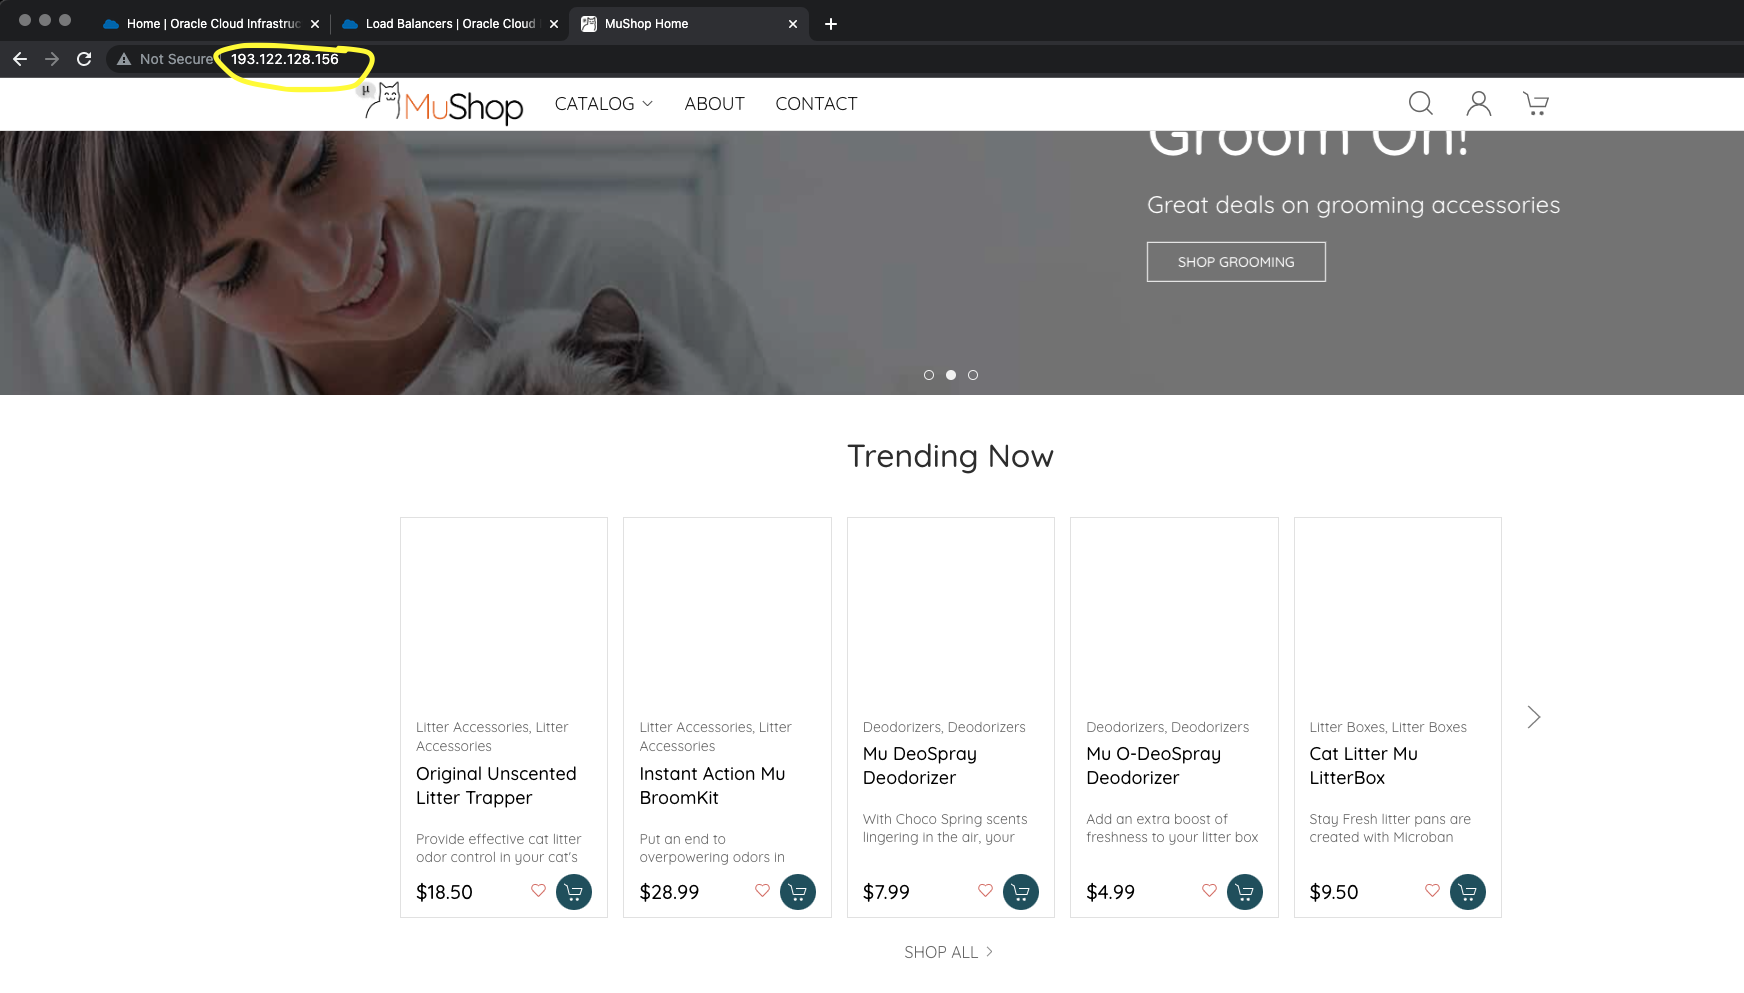 Home | Oracle Cloud Infrastruc
Load Balancers | Oracle Cloud
MuShop Home
Not Secure
193.122.128.156
µ
MuShop
CATALOG
ABOUT
CONTACT
Groom On!
Great deals on grooming accessories
SHOP GROOMING
Trending Now
Litter Accessories, Litter
Accessories
Original Unscented
Litter Trapper
Provide effective cat litter
odor control in your cat's
$18.50
Litter Accessories, Litter
Accessories
Instant Action Mu
BroomKit
Put an end to
overpowering odors in
$28.99
Deodorizers, Deodorizers
Mu DeoSpray
Deodorizer
With Choco Spring scents
lingering in the air, your
$7.99
Deodorizers, Deodorizers
Mu O-DeoSpray
Deodorizer
Add an extra boost of
freshness to your litter box
$4.99
Litter Boxes, Litter Boxes
Cat Litter Mu
LitterBox
Stay Fresh litter pans are
created with Microban
$9.50
SHOP ALL